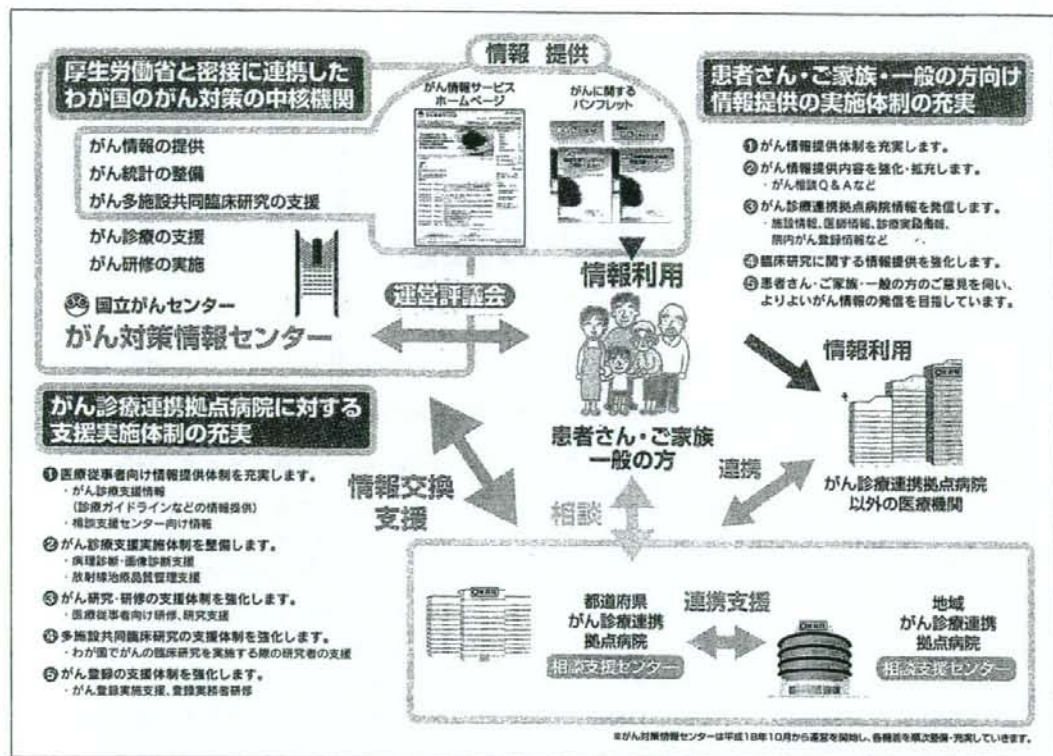 情報 提供
がん情報サービス
ホームページ
がんに関する
パンフレット
厚生労働省と密接に連携した
わが国のがん対策の中核機関
がん情報の提供
がん統計の整備
がん多施設共同臨床研究の支援
がん診療の支援
がん研修の実施
国立がんセンター
がん対策情報センター
運営評議会
情報利用
患者さん・ご家族
一般の方
患者さん・ご家族・一般の方向け
情報提供の実施体制の充実
①がん情報提供体制を充実します。
②がん情報提供内容を強化・拡充します。
・がん相談Q&Aなど
③がん診療連携拠点病院情報を発信します。
・施設情報、医師情報、診療実績情報、
院内がん登録情報など
④臨床研究に関する情報提供を強化します。
⑤患者さん・ご家族・一般の方のご意見を伺い、
よりよいがん情報の発信を目指しています。
情報利用
がん診療連携拠点病院
以外の医療機関
連携
相談
情報交換
支援
がん診療連携拠点病院に対する
支援実施体制の充実
①医療従事者向け情報提供体制を充実します。
・がん診療支援情報
(診療ガイドラインなどの情報提供)
・相談支援センター向け情報
②がん診療支援実施体制を整備します。
・病理診断・画像診断支援
・放射線治療品質管理支援
③がん研究・研修の支援体制を強化します。
・医療従事者向け研修、研究支援
④多施設共同臨床研究の支援体制を強化します。
・わが国でがんの臨床研究を実施する際の研究者の支援
⑤がん登録の支援体制を強化します。
・がん登録実施支援、登録実務者研修
都道府県
がん診療連携
拠点病院
相談支援センター
連携支援
地域
がん診療連携
拠点病院
相談支援センター
※がん対策情報センターは平成18年10月から運営を開始し、各機能を順次整備・充実していきます。